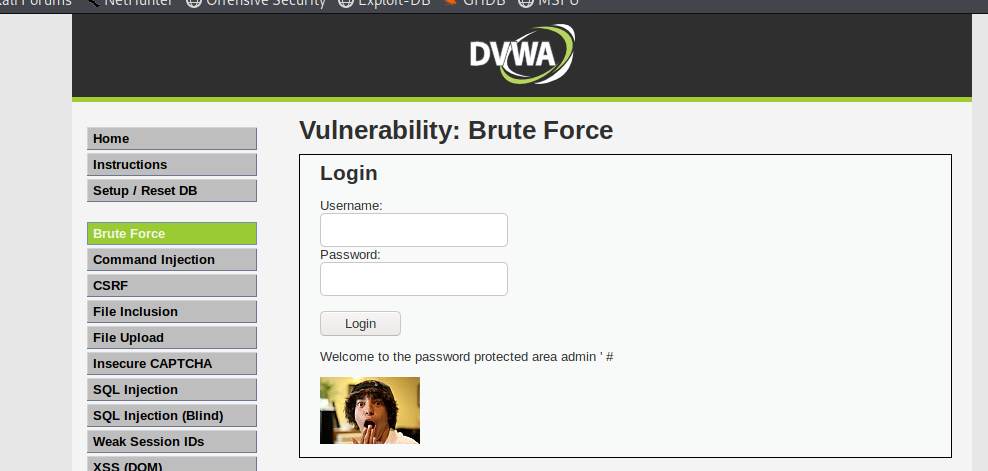 Kali Forums NetHunter Offensive Security Exploit-DB GHDB MSFU
DVWA
Home
Instructions
Setup / Reset DB
Brute Force
Command Injection
CSRF
File Inclusion
File Upload
Insecure CAPTCHA
SQL Injection
SQL Injection (Blind)
Weak Session IDs
XSS (DOM)
Vulnerability: Brute Force
Login
Username:
Password:
Login
Welcome to the password protected area admin ' #